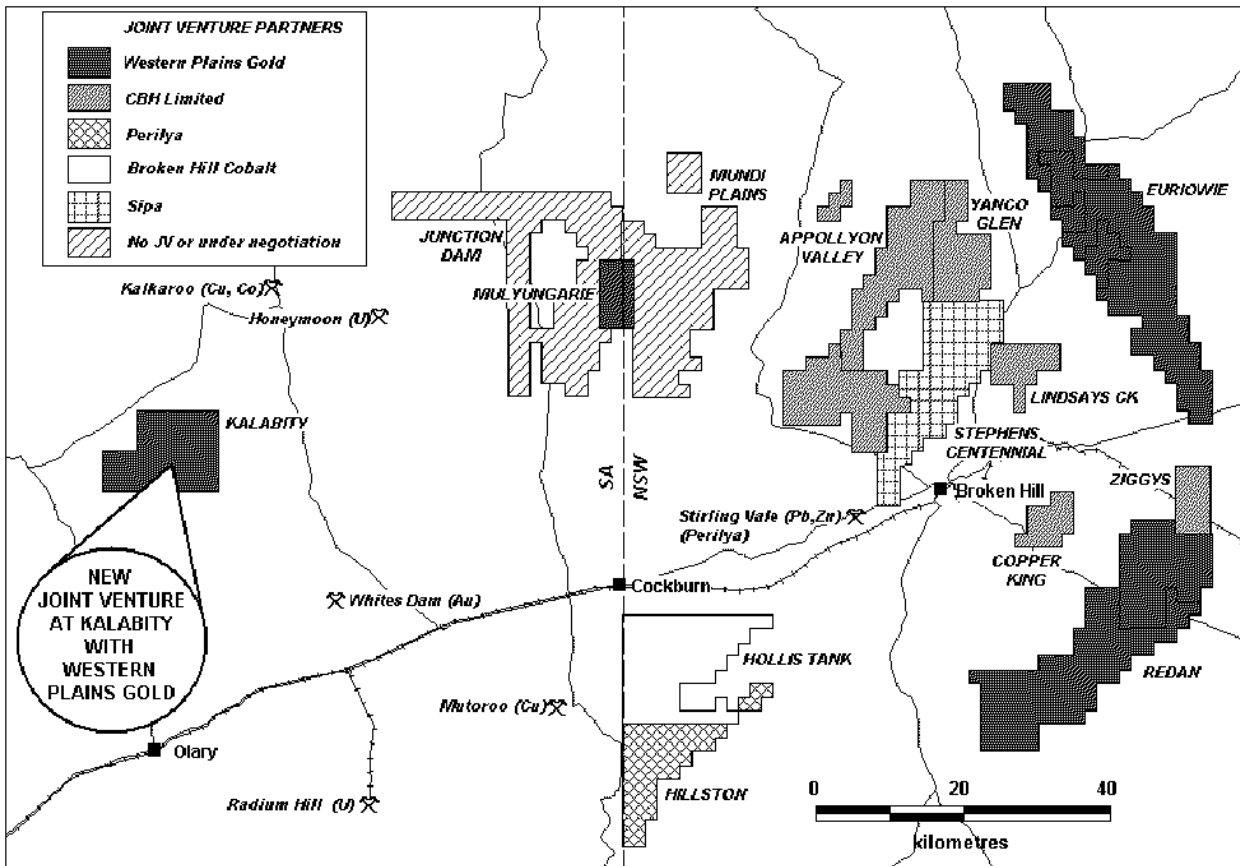 JOINT VENTURE PARTNERS
Western Plains Gold
CBH Limited
Perilya
Broken Hill Cobalt
Sipa
No JV or under negotiation
MUNDI
PLAINS
JUNCTION
DAM
MULYUNGARIE
APPOLLYON
VALLEY
YANCO
GLEN
EURIOWIE
Kalkaroo (Cu, Co)
Honeymoon (U)
KALABITY
LINDSAYS CK
STEPHENS
CENTENNIAL
SA
NSW
ZIGGYS
Broken Hill
Stirling Vale (Pb,Zn)
(Perilya)
COPPER
KING
NEW
JOINT VENTURE
AT KALABITY
WITH
WESTERN
PLAINS GOLD
Cockburn
Whites Dam (Au)
HOLLIS TANK
REDAN
Mutoroo (Cu)
Olary
Radium Hill (U)
HILLSTON
0 20 40
kilometres